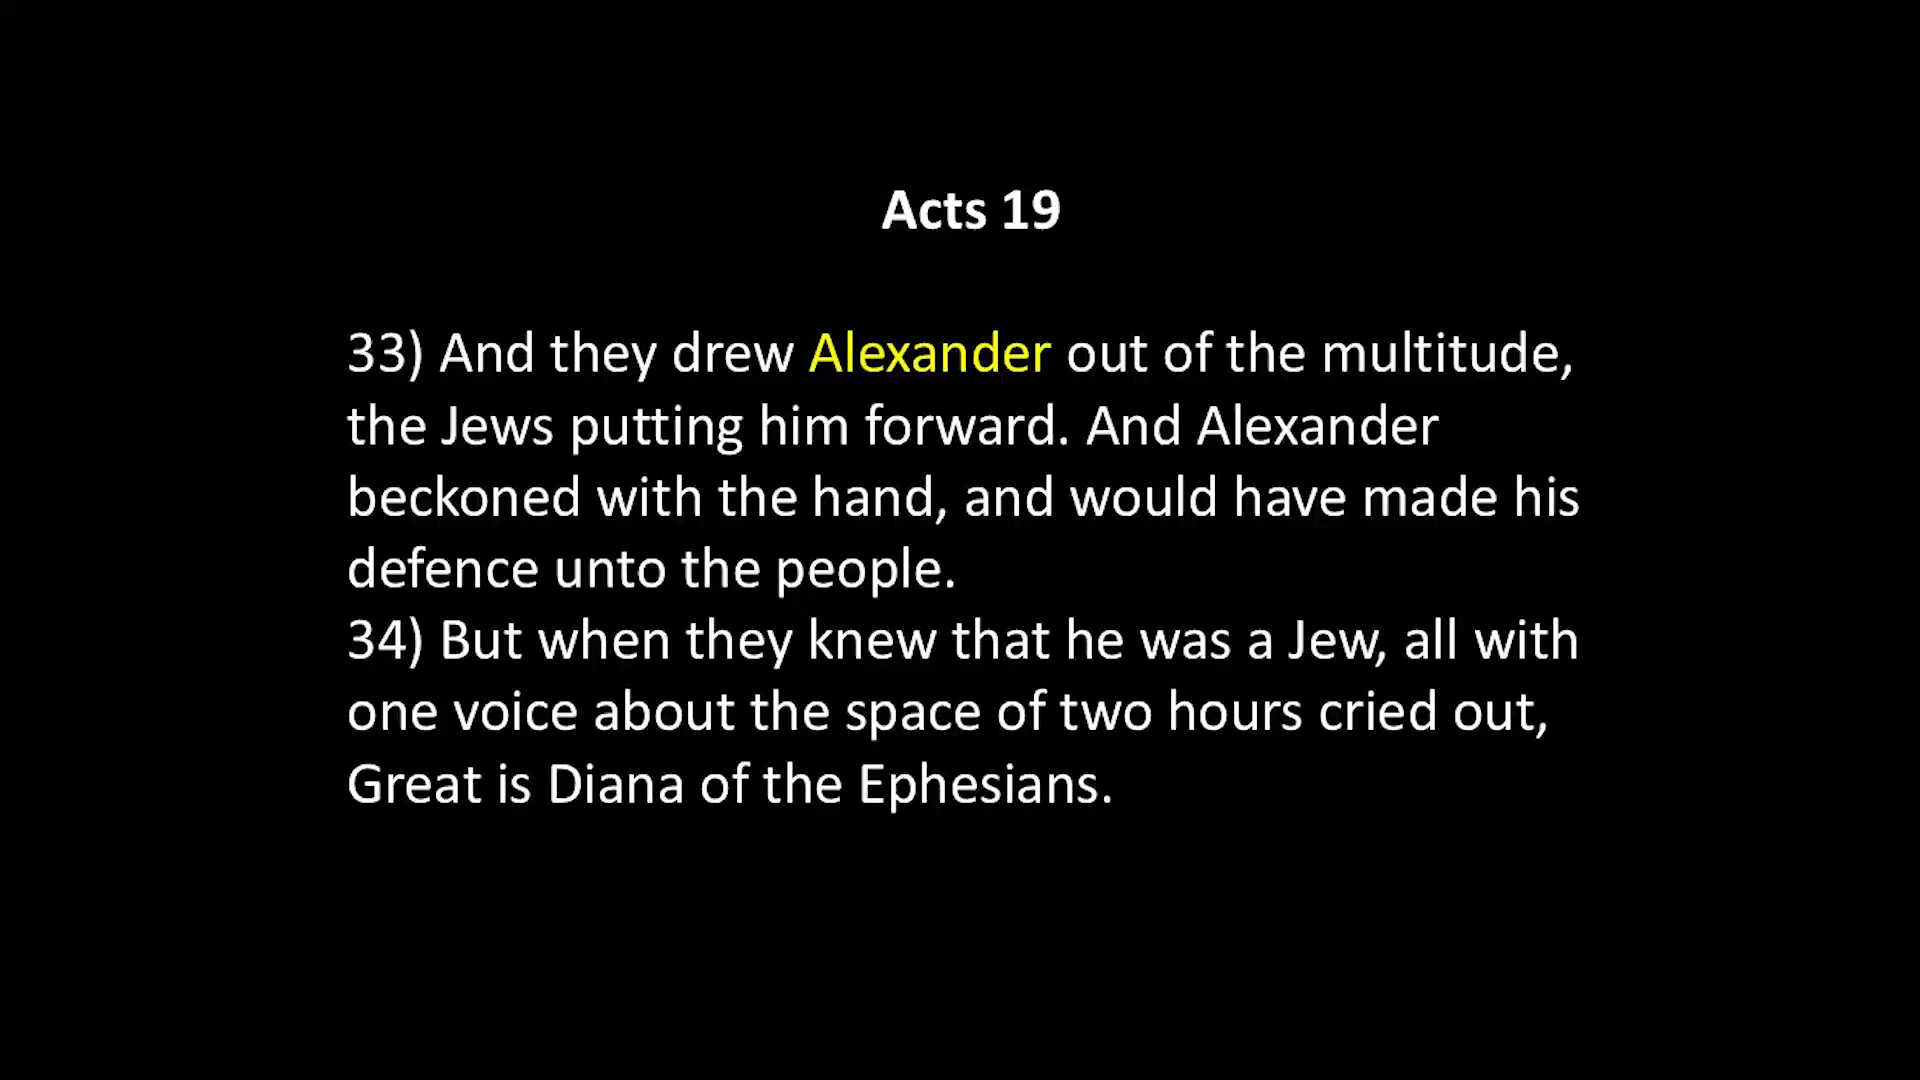 Acts 19
33) And they drew Alexander out of the multitude,
the Jews putting him forward. And Alexander
beckoned with the hand, and would have made his
defence unto the people.
34) But when they knew that he was a Jew, all with
one voice about the space of two hours cried out,
Great is Diana of the Ephesians.